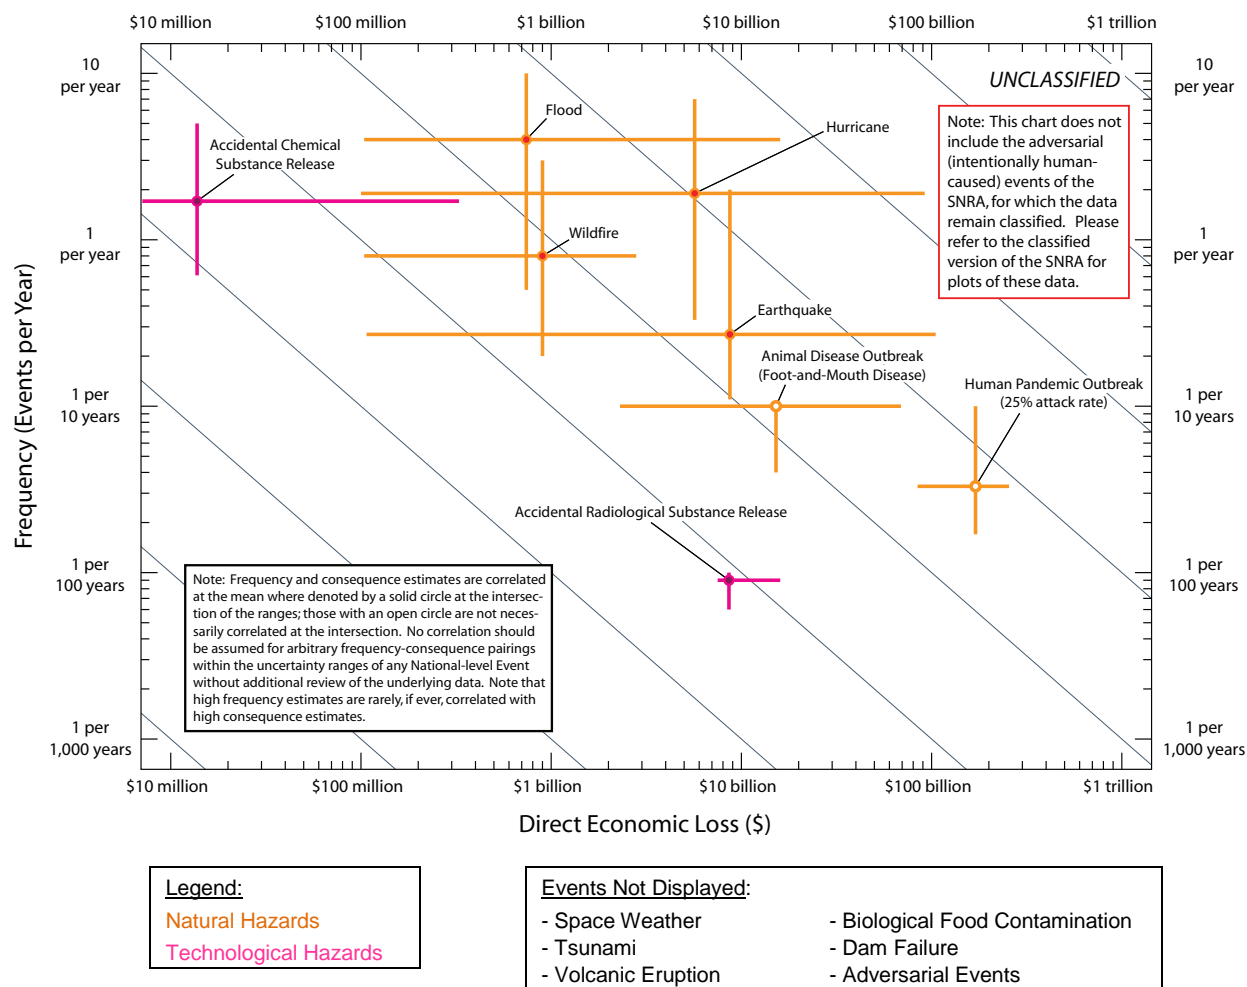 $10 million
$100 million
$1 billion
$10 billion
$100 billion
$1 trillion
10
per year
UNCLASSIFIED
10
per year
Flood
Hurricane
Accidental Chemical
Substance Release
Note: This chart does not
include the adversarial
(intentionally human-
caused) events of the
SNRA, for which the data
remain classified. Please
refer to the classified
version of the SNRA for
plots of these data.
1
per year
Wildfire
1
per year
Earthquake
Animal Disease Outbreak
(Foot-and-Mouth Disease)
Human Pandemic Outbreak
(25% attack rate)
1 per
10 years
1 per
10 years
Frequency (Events per Year)
Accidental Radiological Substance Release
1 per
100 years
1 per
100 years
Note: Frequency and consequence estimates are correlated
at the mean where denoted by a solid circle at the intersec-
tion of the ranges; those with an open circle are not neces-
sarily correlated at the intersection. No correlation should
be assumed for arbitrary frequency-consequence pairings
within the uncertainty ranges of any National-level Event
without additional review of the underlying data. Note that
high frequency estimates are rarely, if ever, correlated with
high consequence estimates.
1 per
1,000 years
1 per
1,000 years
$10 million
$100 million
$1 billion
$10 billion
$100 billion
$1 trillion
Direct Economic Loss ($)
Legend:
Natural Hazards
Technological Hazards
Events Not Displayed:
- Space Weather
- Tsunami
- Volcanic Eruption
- Biological Food Contamination
- Dam Failure
- Adversarial Events